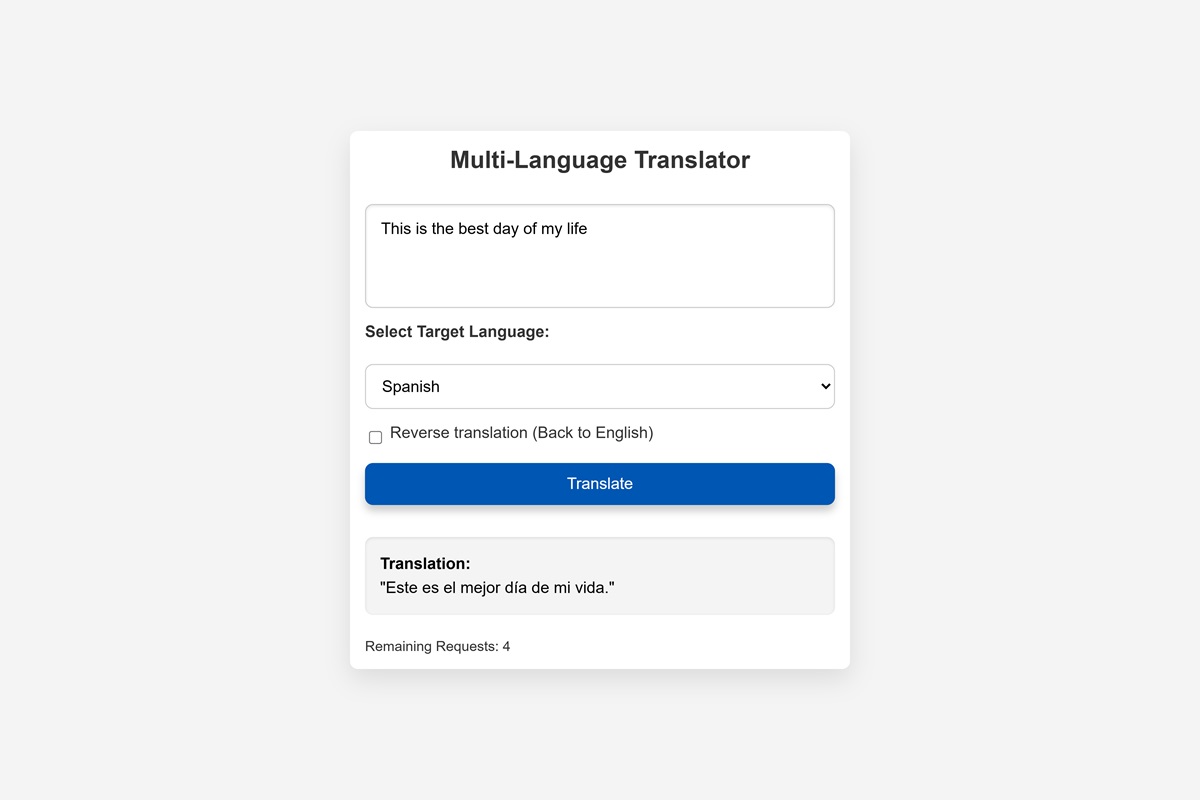 Multi-Language Translator
This is the best day of my life
Select Target Language:
Spanish
Reverse translation (Back to English)
Translate
Translation:
"Este es el mejor día de mi vida."
Remaining Requests: 4